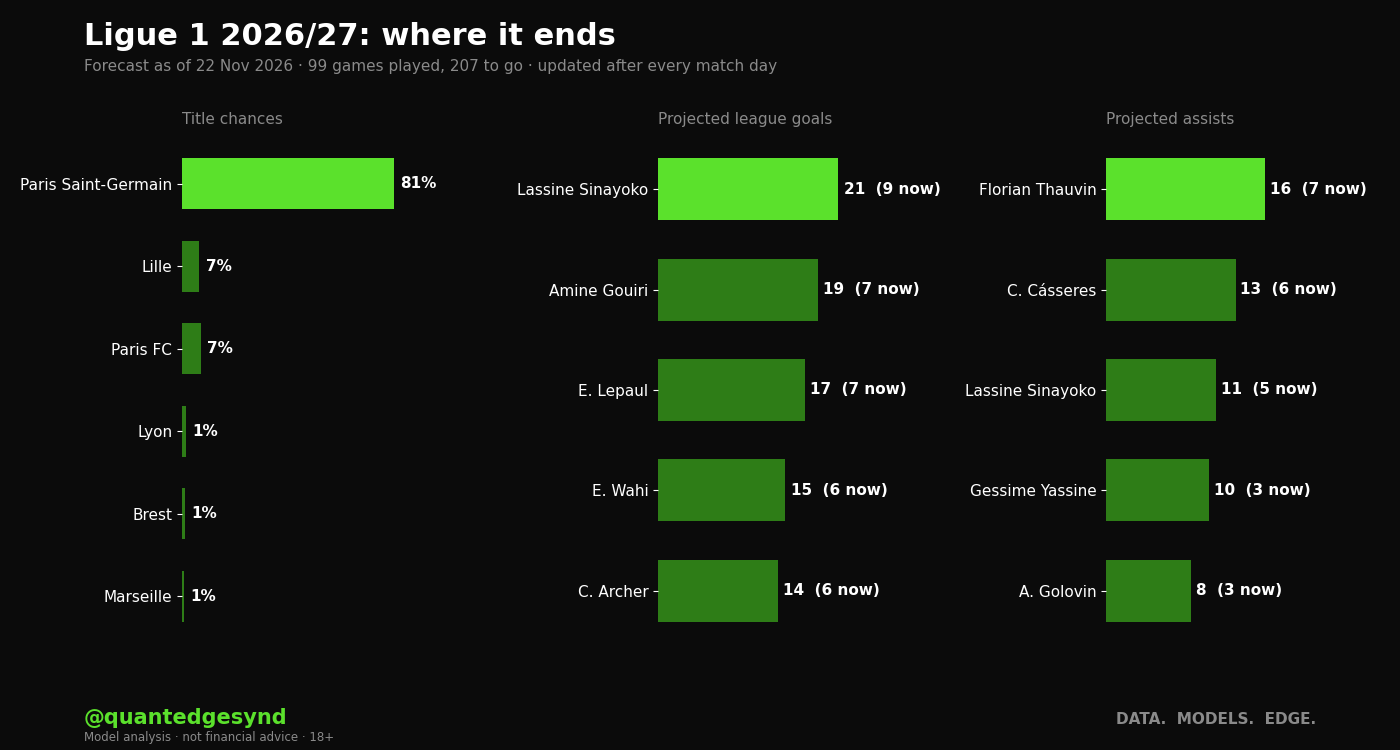 Ligue 1 2026/27: where it ends
Forecast as of 22 Nov 2026 · 99 games played, 207 to go · updated after every match day
Title chances
Paris Saint-Germain 81%
Lille 7%
Paris FC 7%
Lyon 1%
Brest 1%
Marseille 1%
Projected league goals
Lassine Sinayoko 21 (9 now)
Amine Gouiri 19 (7 now)
E. Lepaul 17 (7 now)
E. Wahi 15 (6 now)
C. Archer 14 (6 now)
Projected assists
Florian Thauvin 16 (7 now)
C. Cásseres 13 (6 now)
Lassine Sinayoko 11 (5 now)
Gessime Yassine 10 (3 now)
A. Golovin 8 (3 now)
@quantedgesynd
Model analysis · not financial advice · 18+
DATA. MODELS. EDGE.